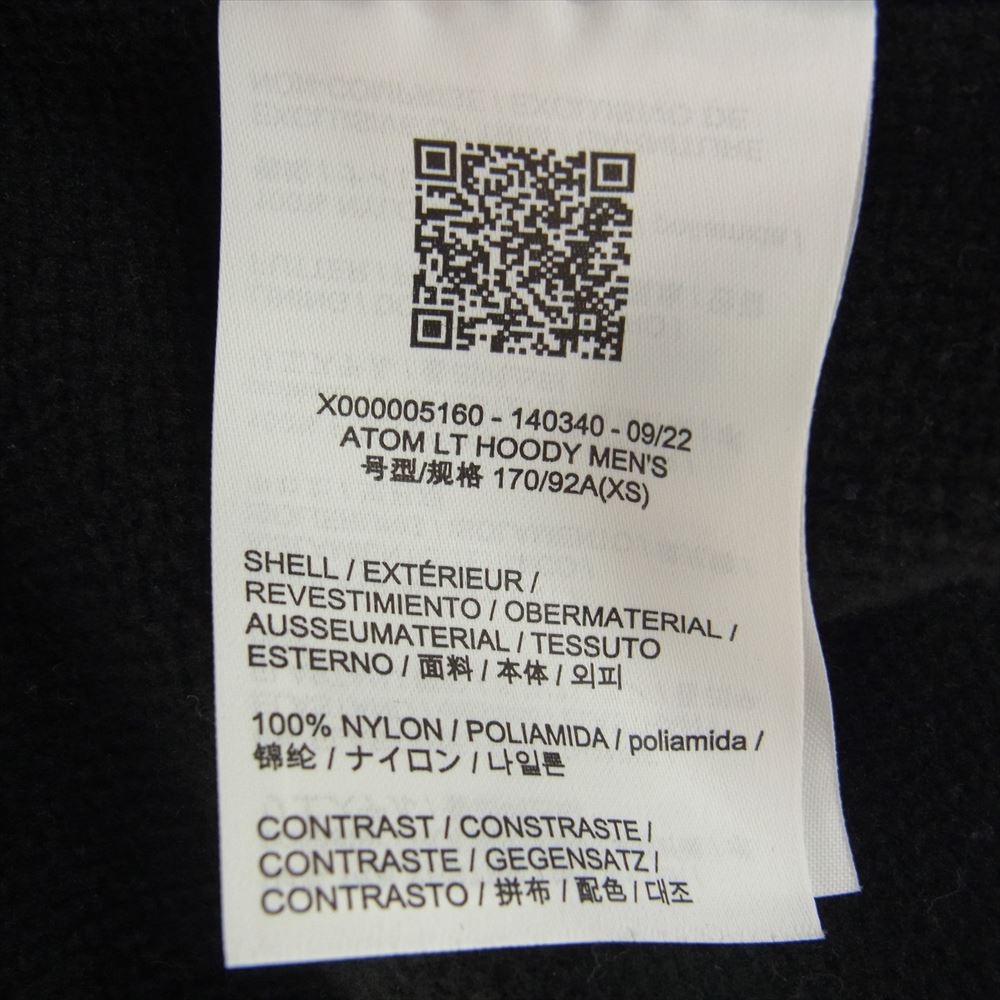 X000005160 - 140340 - 09/22
ATOM LT HOODY MEN'S
号型/规格 170/92A(XS)
SHELL / EXTÉRIEUR /
REVESTIMIENTO / OBERMATERIAL /
AUSSEUMATERIAL / TESSUTO
ESTERNO / 面料 / 本体 / 외피
100% NYLON / POLIAMIDA / poliamida /
锦纶 / ナイロン / 나일론
CONTRAST / CONSTRASTE /
CONTRASTE / GEGENSATZ /
CONTRASTO / 拼布 / 配色 / 대조